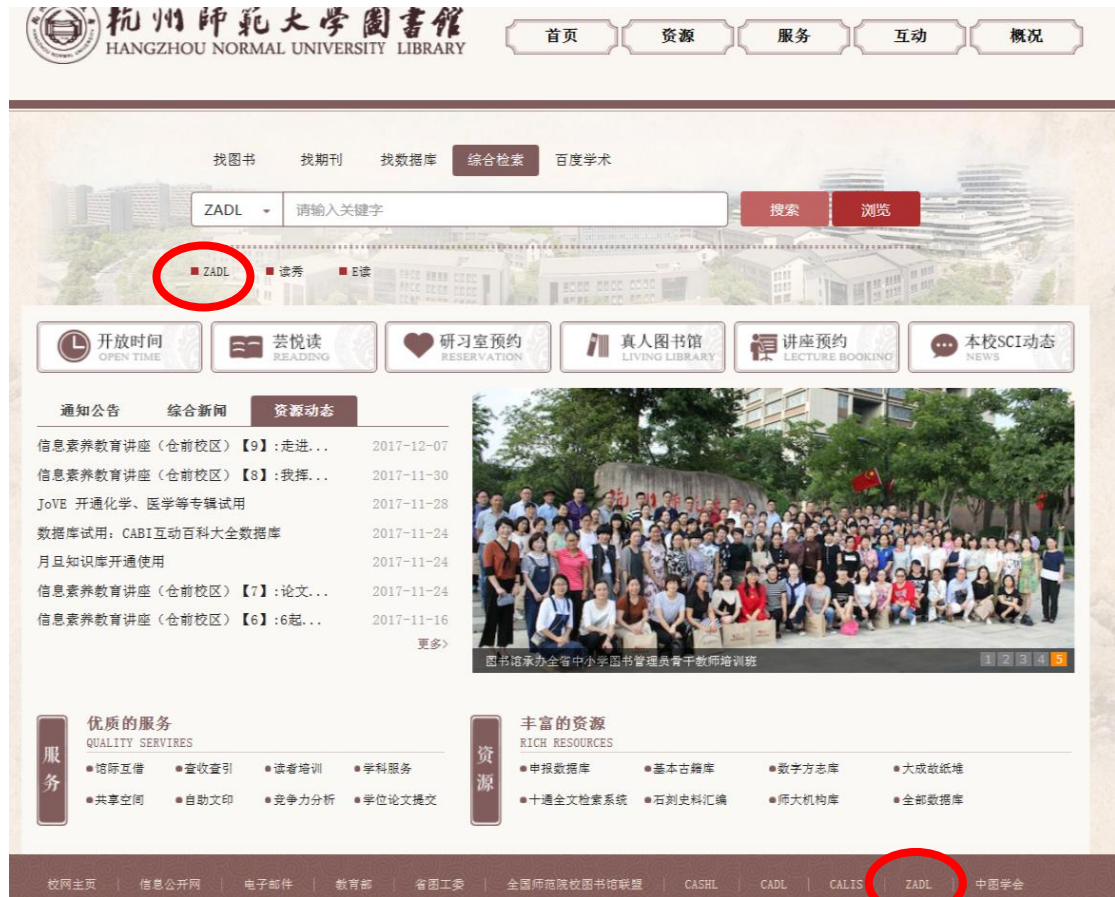 杭州師範大学圖書館
HANGZHOU NORMAL UNIVERSITY LIBRARY
首页 资源 服务 互动 概况
找图书 找期刊 找数据库 综合检索 百度学术
ZADL 请输入关键字 搜索 浏览
ZADL 读秀 E读
开放时间 芸悦读 研习室预约 真人图书馆 讲座预约 本校SCI动态
OPEN TIME READING RESERVATION LIVING LIBRARY LECTURE BOOKING NEWS
通知公告 综合新闻 资源动态
信息素养教育讲座（仓前校区）【9】:走进... 2017-12-07
信息素养教育讲座（仓前校区）【8】:我挥... 2017-11-30
JoVE 开通化学、医学等专辑试用 2017-11-28
数据库试用：CABI互动百科大全数据库 2017-11-24
月旦知识库开通使用 2017-11-24
信息素养教育讲座（仓前校区）【7】:论文... 2017-11-24
信息素养教育讲座（仓前校区）【6】:6起... 2017-11-16
更多>
图书馆承办全省中小学图书管理员骨干教师培训班 1 2 3 4 5
服务
优质的服务
QUALITY SERVIRES
●馆际互借 ●查收查引 ●读者培训 ●学科服务
●共享空间 ●自助文印 ●竞争力分析 ●学位论文提交
资源
丰富的资源
RICH RESOURCES
●申报数据库 ●基本古籍库 ●数字方志库 ●大成故纸堆
●十通全文检索系统 ●石刻史料汇编 ●师大机构库 ●全部数据库
校网主页 | 信息公开网 | 电子邮件 | 教育部 | 省图工委 | 全国师范院校图书馆联盟 | CASHL | CADL | CALIS | ZADL | 中图学会